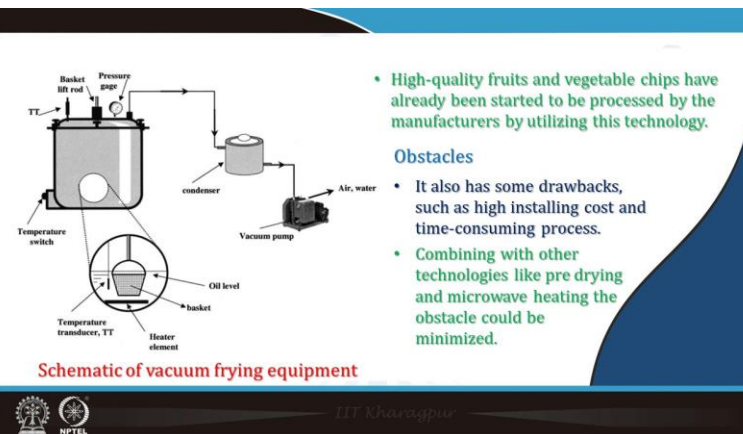 Basket
lift rod
Pressure
gage
TT
condenser
Air, water
Temperature
switch
Vacuum pump
Oil level
basket
Temperature
transducer, TT
Heater
element
Schematic of vacuum frying equipment
• High-quality fruits and vegetable chips have
already been started to be processed by the
manufacturers by utilizing this technology.
Obstacles
• It also has some drawbacks,
such as high installing cost and
time-consuming process.
• Combining with other
technologies like pre drying
and microwave heating the
obstacle could be
minimized.
NPTEL
IIT Kharagpur